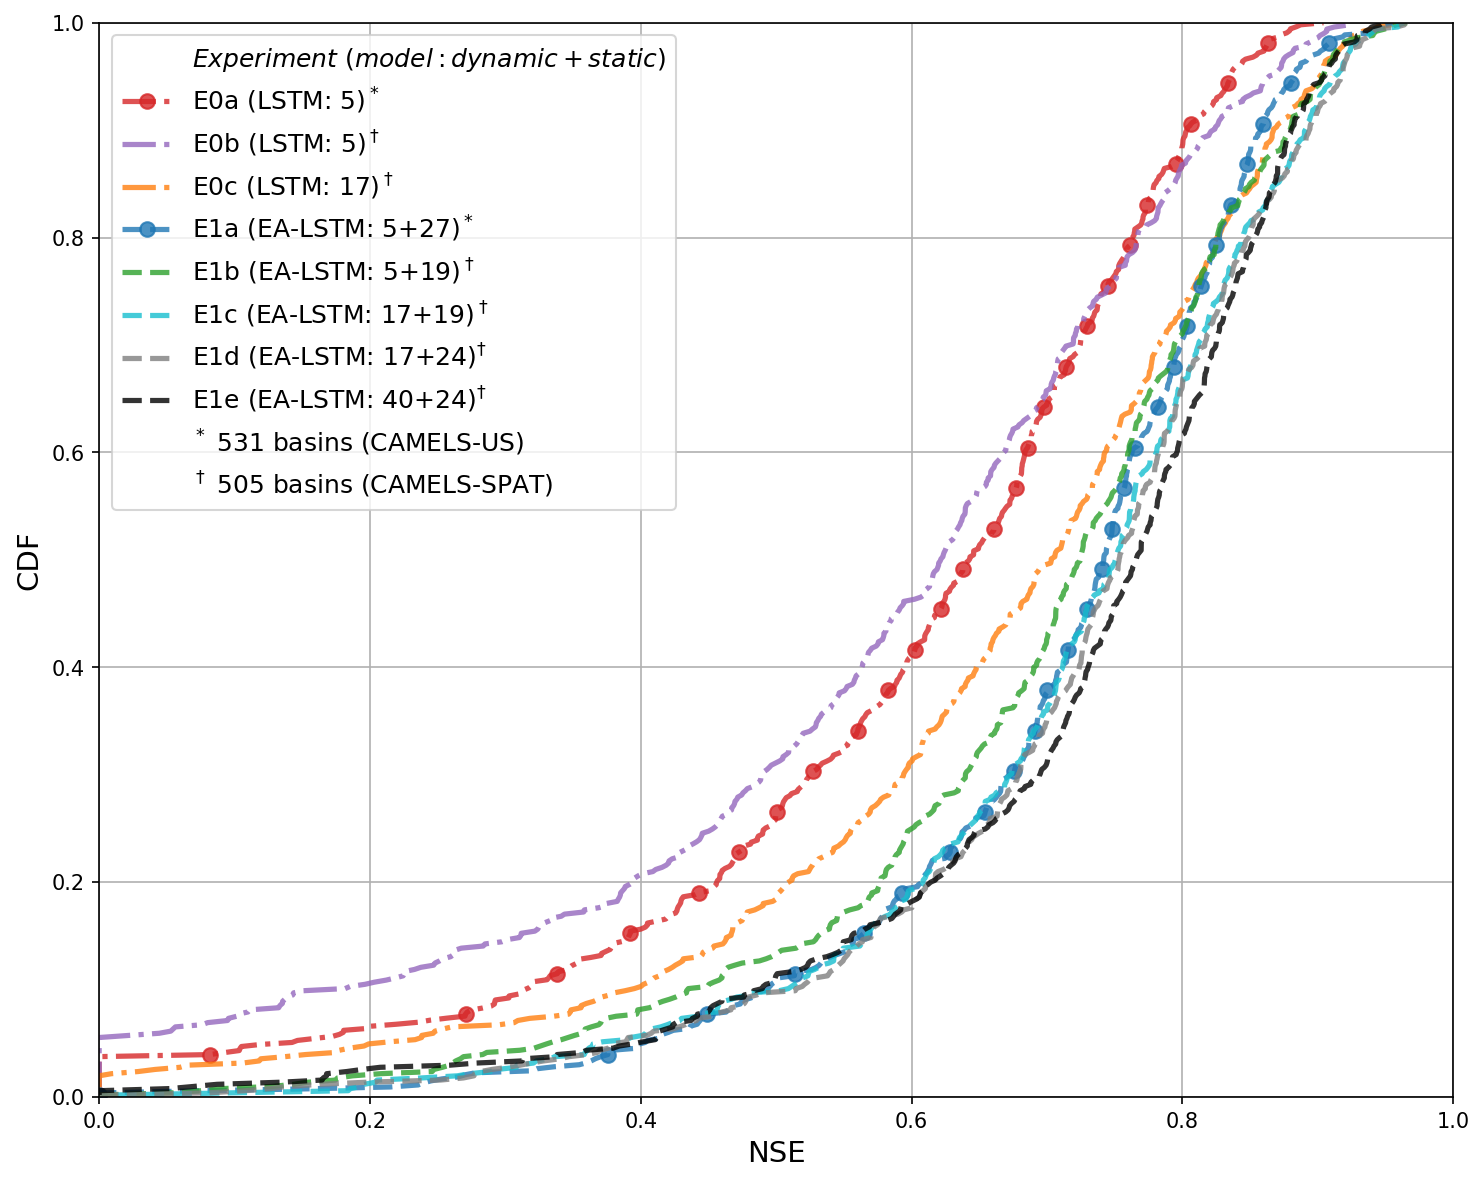 1.0
0.8
0.6
0.4
0.2
0.0
CDF
Experiment (model: dynamic + static)
E0a (LSTM: 5)*
E0b (LSTM: 5)†
E0c (LSTM: 17)†
E1a (EA-LSTM: 5+27)*
E1b (EA-LSTM: 5+19)†
E1c (EA-LSTM: 17+19)†
E1d (EA-LSTM: 17+24)†
E1e (EA-LSTM: 40+24)†
* 531 basins (CAMELS-US)
† 505 basins (CAMELS-SPAT)
0.0 0.2 0.4 0.6 0.8 1.0
NSE